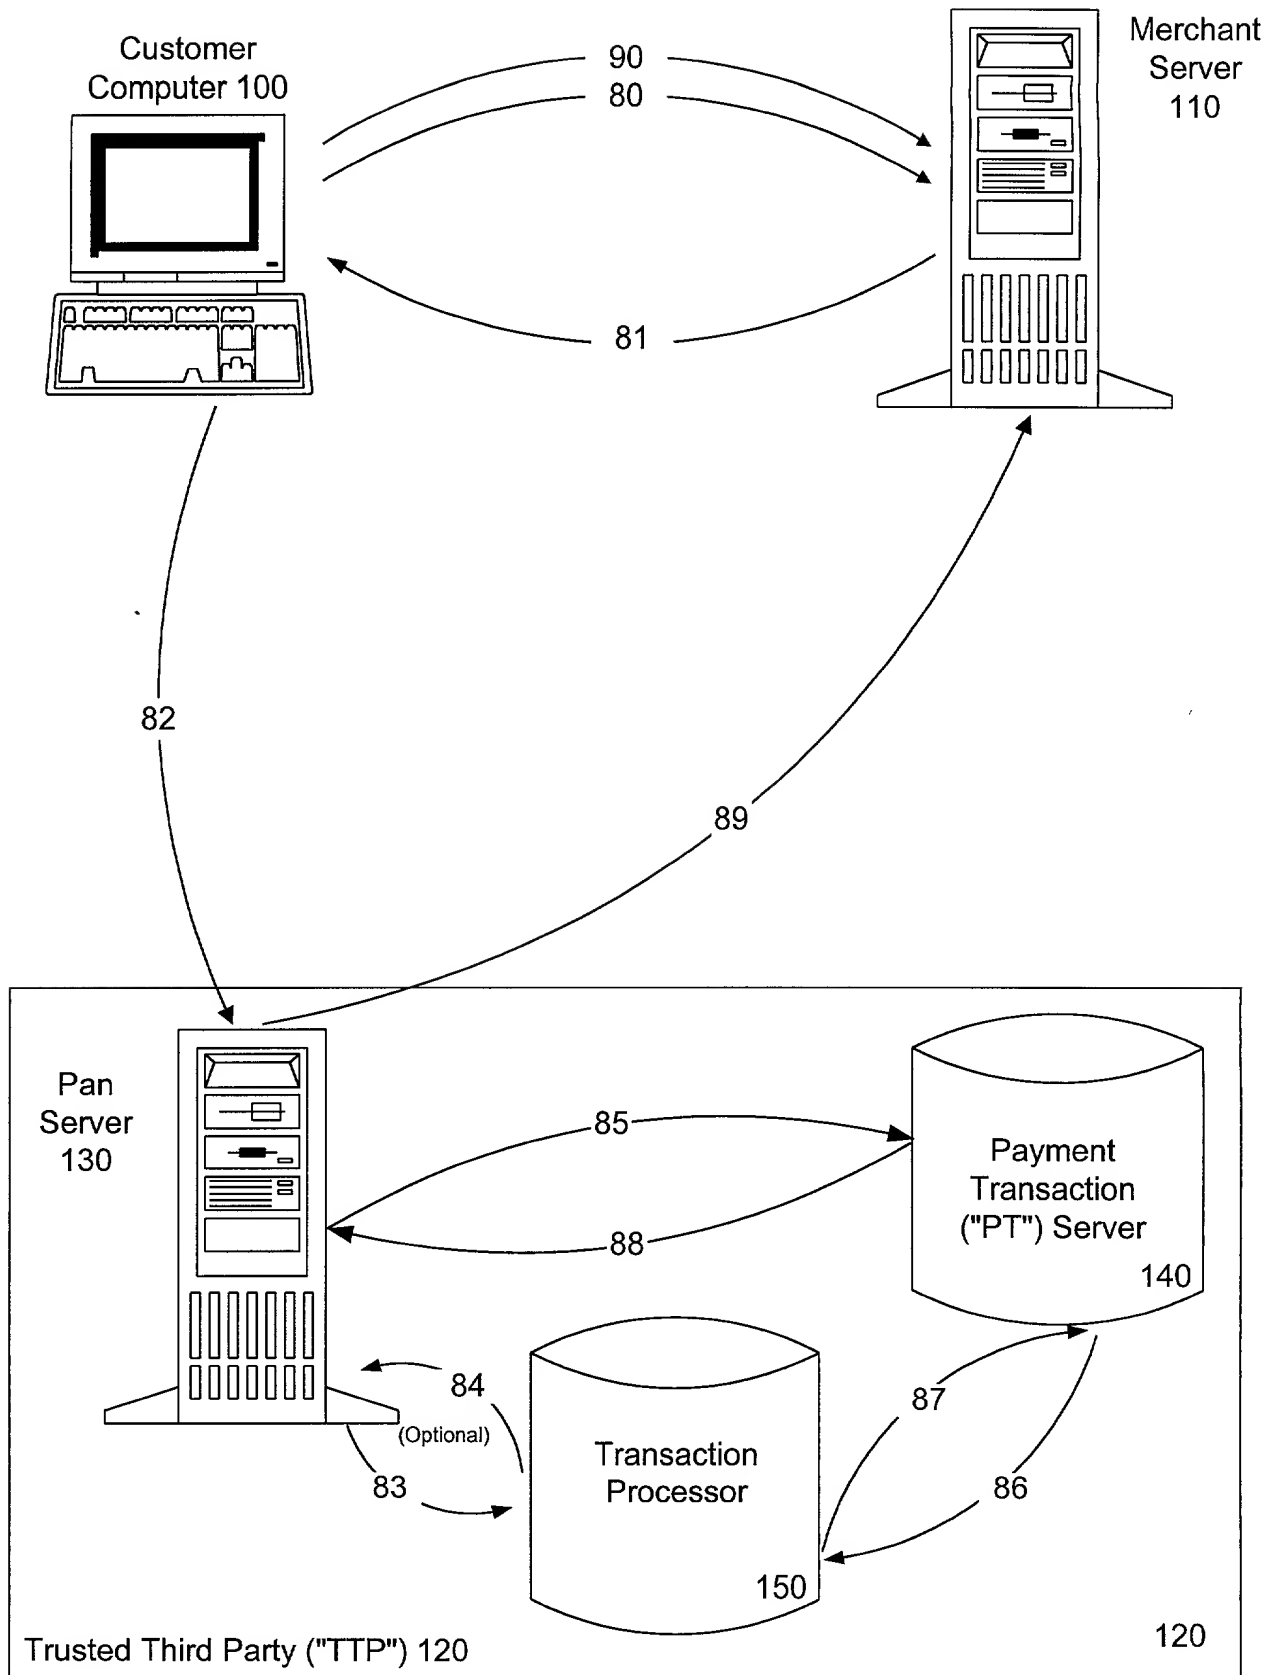 Customer
Computer 100
90
80
Merchant
Server
110
81
82
89
Pan
Server
130
85
88
Payment
Transaction
("PT") Server
140
84
(Optional)
83
Transaction
Processor
150
87
86
Trusted Third Party ("TTP") 120
120